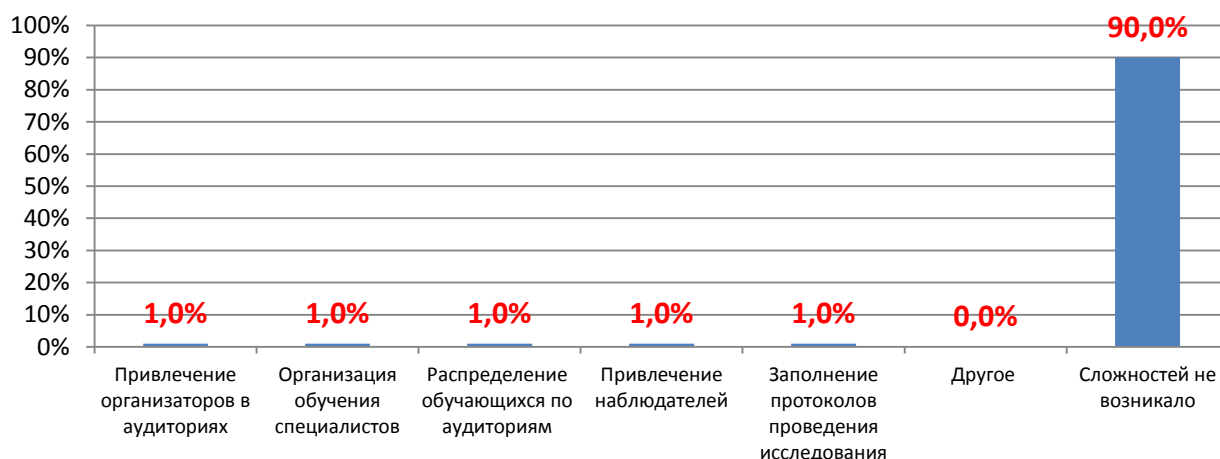 100%
90%
80%
70%
60%
50%
40%
30%
20%
10%
0%
1,0%
1,0%
1,0%
1,0%
1,0%
0,0%
90,0%
Привлечение
организаторов в
аудиториях
Организация
обучения
специалистов
Распределение
обучающихся по
аудиториям
Привлечение
наблюдателей
Заполнение
протоколов
проведения
исследования
Другое
Сложностей не
возникало